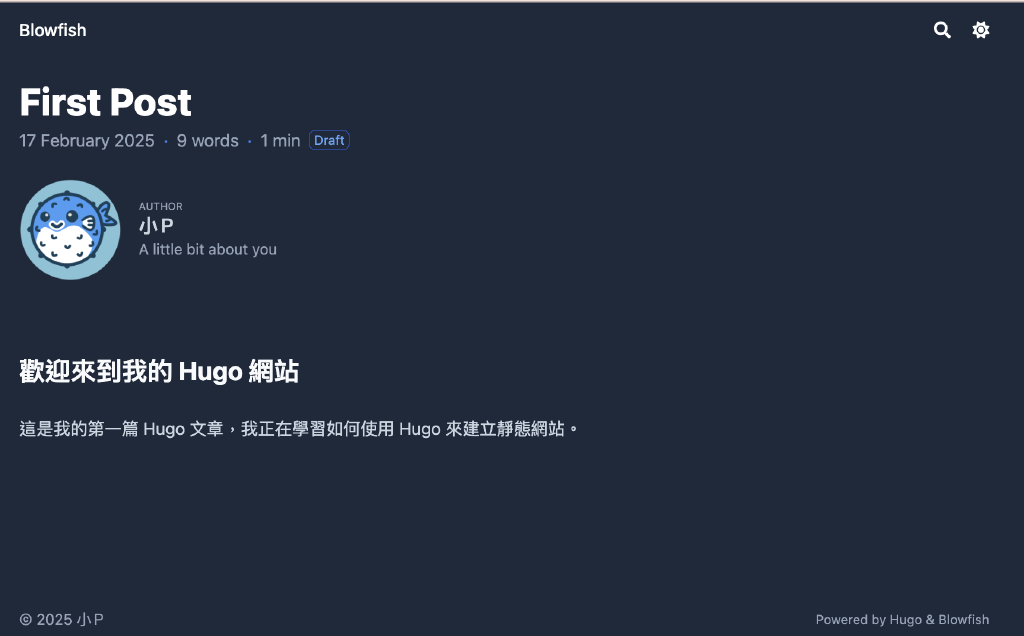 Blowfish
First Post
17 February 2025 · 9 words · 1 min Draft
AUTHOR
小P
A little bit about you
歡迎來到我的 Hugo 網站
這是我的第一篇 Hugo 文章，我正在學習如何使用 Hugo 來建立靜態網站。
© 2025 小P
Powered by Hugo & Blowfish